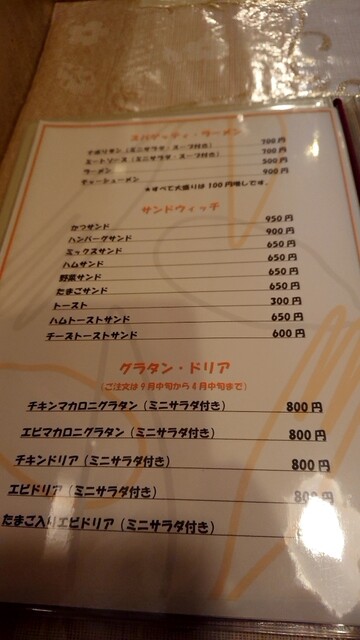 スパゲッティ・ラーメン
ナポリタン（ミニサラダ・スープ付き） 700円
ミートソース（ミニサラダ・スープ付き） 700円
ラーメン 500円
チャーシューメン 900円
＊すべて大盛りは100円増しです。
サンドウィッチ
かつサンド 950円
ハンバーグサンド 900円
ミックスサンド 650円
ハムサンド 650円
野菜サンド 650円
たまごサンド 650円
トースト 300円
ハムトーストサンド 650円
チーズトーストサンド 600円
グラタン・ドリア
（ご注文は9月中旬から4月中旬まで）
チキンマカロニグラタン（ミニサラダ付き） 800円
エビマカロニグラタン（ミニサラダ付き） 800円
チキンドリア（ミニサラダ付き） 800円
エビドリア（ミニサラダ付き） 800円
たまご入りエビドリア（ミニサラダ付き）